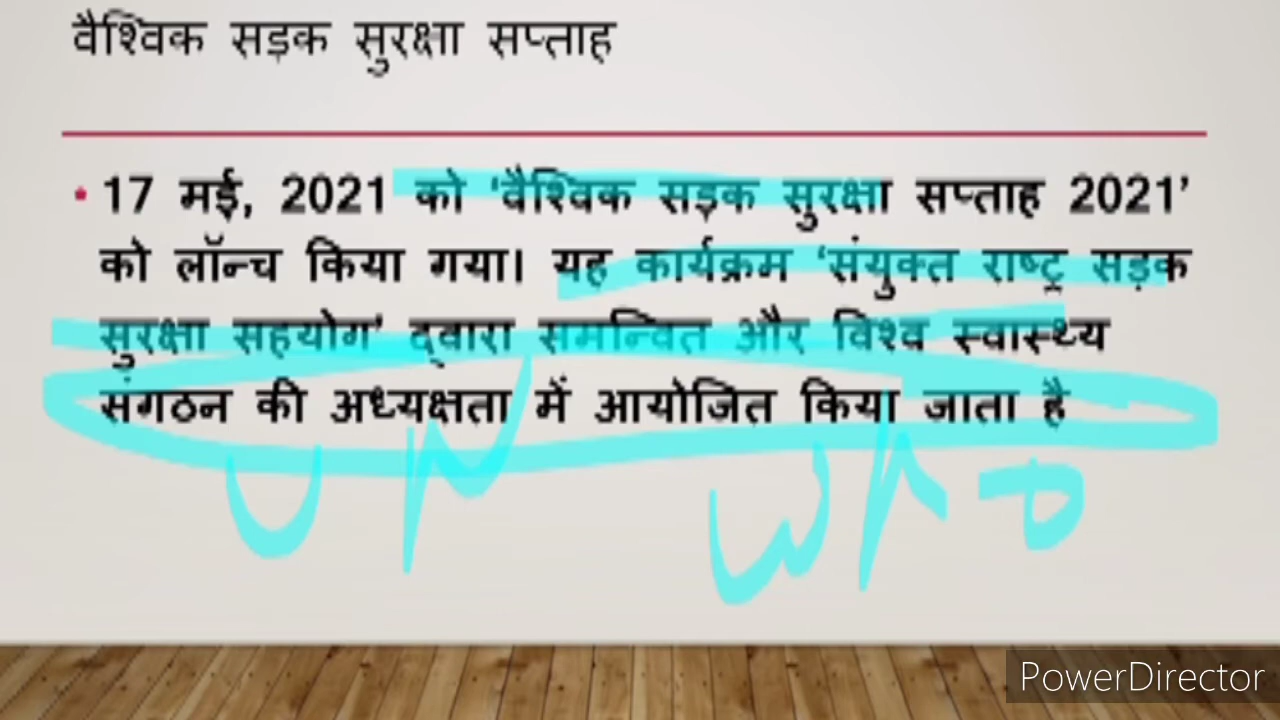 वैश्विक सड़क सुरक्षा सप्ताह
• 17 मई, 2021 को ‘वैश्विक सड़क सुरक्षा सप्ताह 2021’
को लॉन्च किया गया। यह कार्यक्रम ‘संयुक्त राष्ट्र सड़क
सुरक्षा सहयोग’ द्वारा समन्वित और विश्व स्वास्थ्य
संगठन की अध्यक्षता में आयोजित किया जाता है
UN WHO
PowerDirector